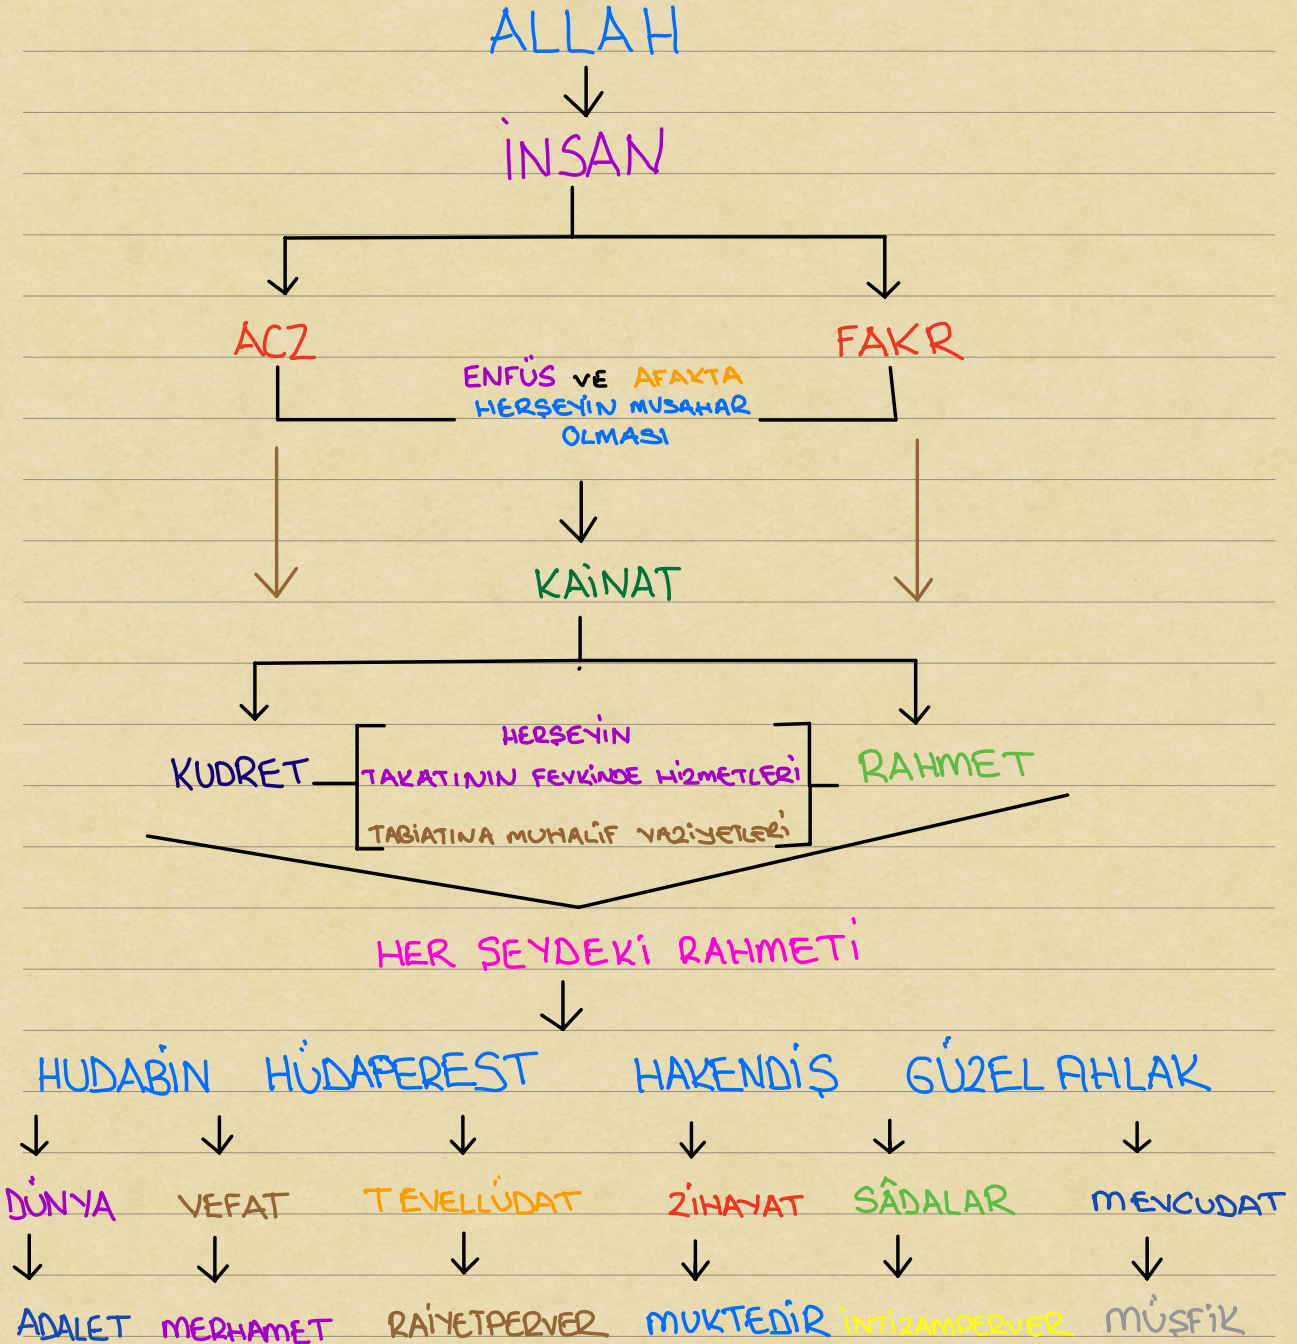 ALLAH
İNSAN
ACZ FAKR
ENFÜS VE AFAKTA
HERŞEYİN MUSAHAR
OLMASI
KAİNAT
HERŞEYİN
KUDRET TAKATININ FEVKİNDE HİZMETLERİ RAHMET
TABİATINA MUHALİF VAZİYETLERİ
HER ŞEYDEKİ RAHMETİ
HUDABİN HÜDAPEREST HAKENDİŞ GÜZEL AHLAK
DÜNYA VEFAT TEVELLÜDAT ZİHAYAT SÂDALAR MEVCUDAT
ADALET MERHAMET RAİYETPERVER MUKTEDİR İNTİZAMPERVER MÜŞFİK